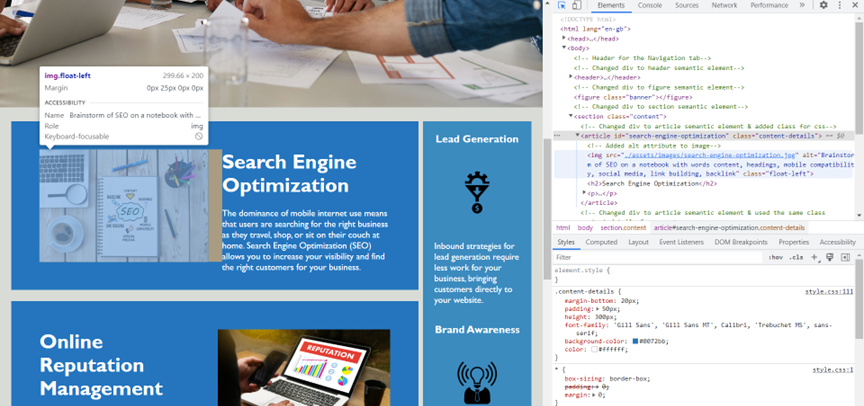 img.float-left 299.66 × 200
Margin 0px 25px 0px 0px
ACCESSIBILITY
Name Brainstorm of SEO on a notebook with ...
Role img
Keyboard-focusable
SEO
Search Engine
Optimization
The dominance of mobile internet use means
that users are searching for the right business
as they travel, shop, or sit on their couch at
home. Search Engine Optimization (SEO)
allows you to increase your visibility and find
the right customers for your business.
Online
Reputation
Management
REPUTATION
Lead Generation
$
Inbound strategies for
lead generation require
less work for your
business, bringing
customers directly to
your website.
Brand Awareness
Elements Console Sources Network Performance »
<!DOCTYPE html>
<html lang="en-gb">
<head>…</head>
<body>
<!-- Header for the Navigation tab-->
<!-- Changed div to header semantic element-->
<header>…</header>
<!-- Changed div to figure semantic element-->
<figure class="banner"></figure>
<!-- Changed div to section semantic element-->
<section class="content">
<!-- Changed div to article semantic element & added class for css-->
<article id="search-engine-optimization" class="content-details"> == $0
<!-- Added alt attribute to image-->
<img src="./assets/images/search-engine-optimization.jpg" alt="Brainstor
m of SEO on a notebook with words content, headings, mobile compatibilit
y, social media, link building, backlink" class="float-left">
<h2>Search Engine Optimization</h2>
<p>…</p>
</article>
<!-- Changed div to article semantic element & used the same class
html body section.content article#search-engine-optimization.content-details
Styles Computed Layout Event Listeners DOM Breakpoints Properties Accessibility
Filter :hov .cls +
element.style {
}
.content-details { style.css:111
margin-bottom: 20px;
padding: 50px;
height: 300px;
font-family: 'Gill Sans', 'Gill Sans MT', Calibri, 'Trebuchet MS', sans-
serif;
background-color: #0072bb;
color: #ffffff;
}
* { style.css:1
box-sizing: border-box;
padding: 0;
margin: 0;